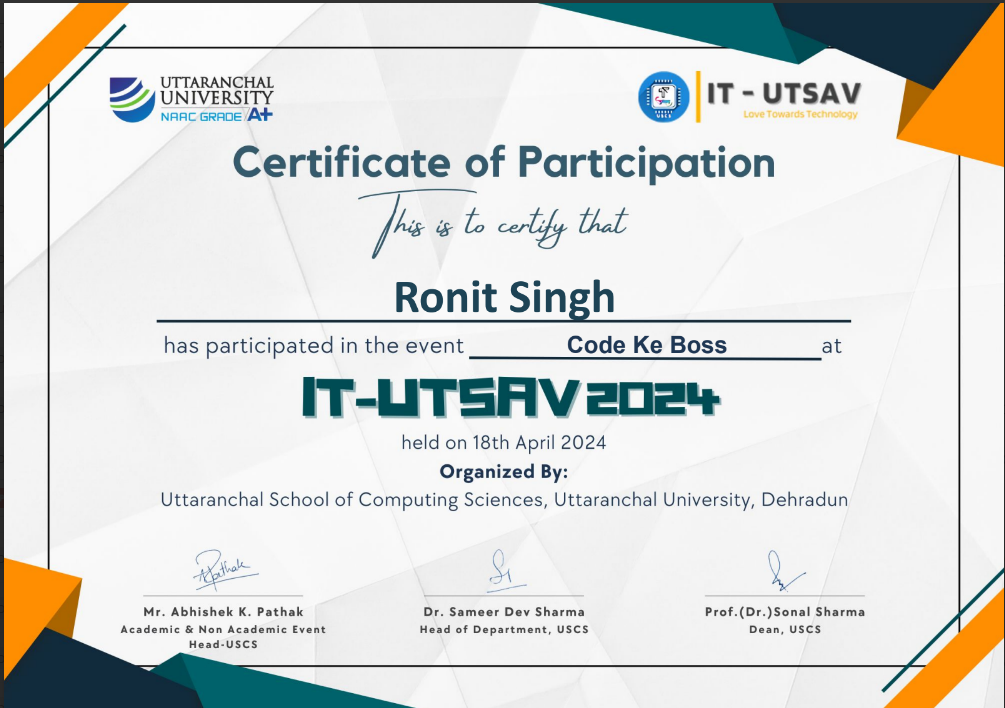 UTTARANCHAL
UNIVERSITY
NAAC GRADE A+
USCS
IT - UTSAV
Love Towards Technology
Certificate of Participation
This is to certify that
Ronit Singh
has participated in the event Code Ke Boss at
IT-UTSAV 2024
held on 18th April 2024
Organized By:
Uttaranchal School of Computing Sciences, Uttaranchal University, Dehradun
Mr. Abhishek K. Pathak
Academic & Non Academic Event
Head-USCS
Dr. Sameer Dev Sharma
Head of Department, USCS
Prof.(Dr.)Sonal Sharma
Dean, USCS